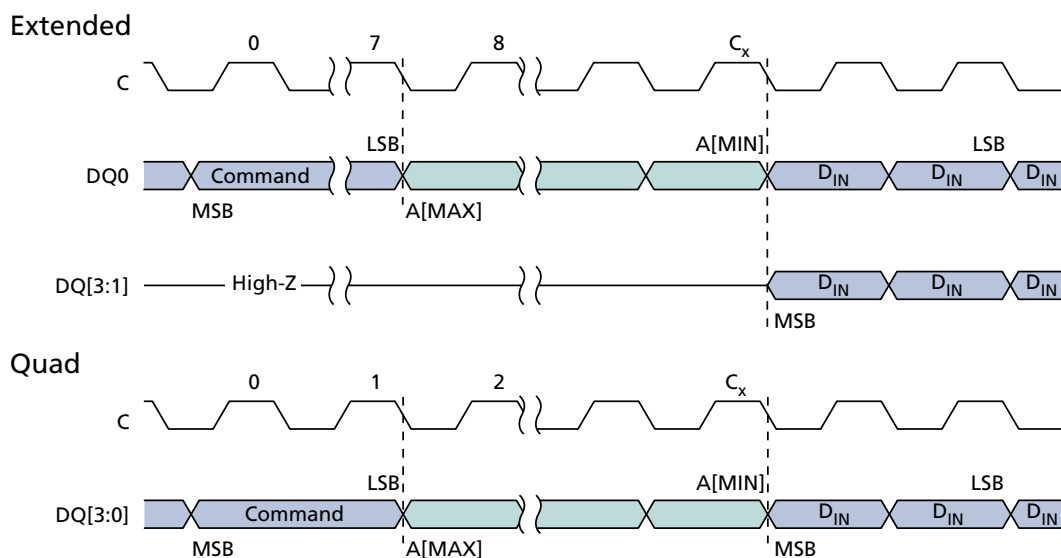 Extended
0 7 8 Cx
C
LSB A[MIN] LSB
DQ0 Command DIN DIN DIN
MSB A[MAX]
DQ[3:1] High-Z DIN DIN DIN
MSB
Quad
0 1 2 Cx
C
LSB A[MIN] LSB
DQ[3:0] Command DIN DIN DIN
MSB A[MAX] MSB